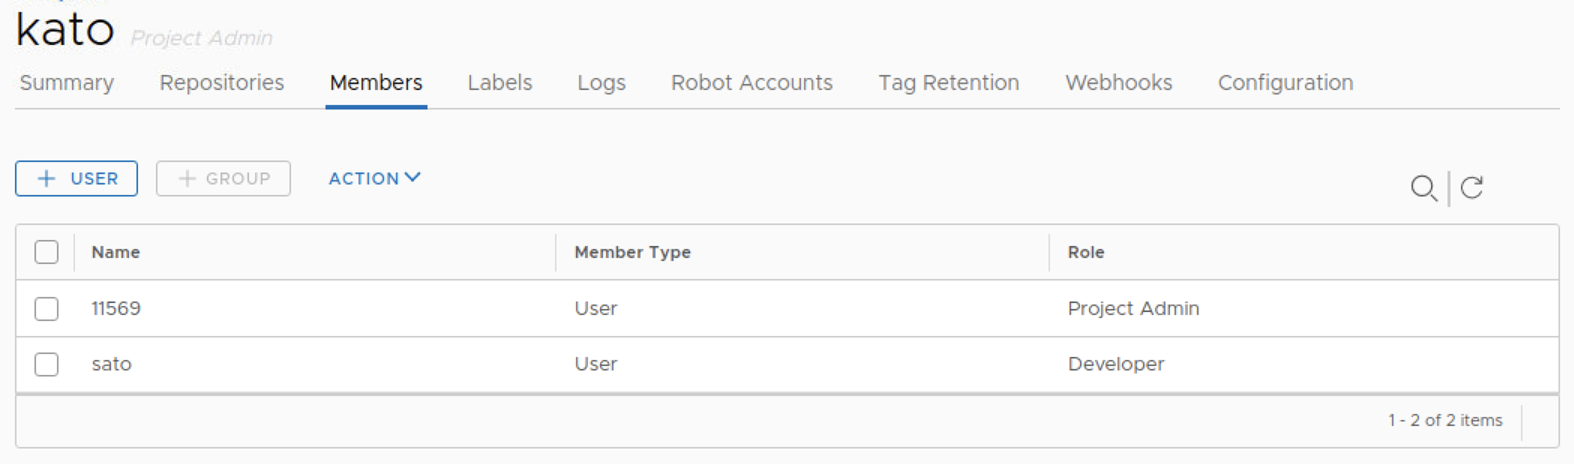 kato Project Admin
Summary Repositories Members Labels Logs Robot Accounts Tag Retention Webhooks Configuration
+ USER + GROUP ACTION
Name Member Type Role
11569 User Project Admin
sato User Developer
1 - 2 of 2 items